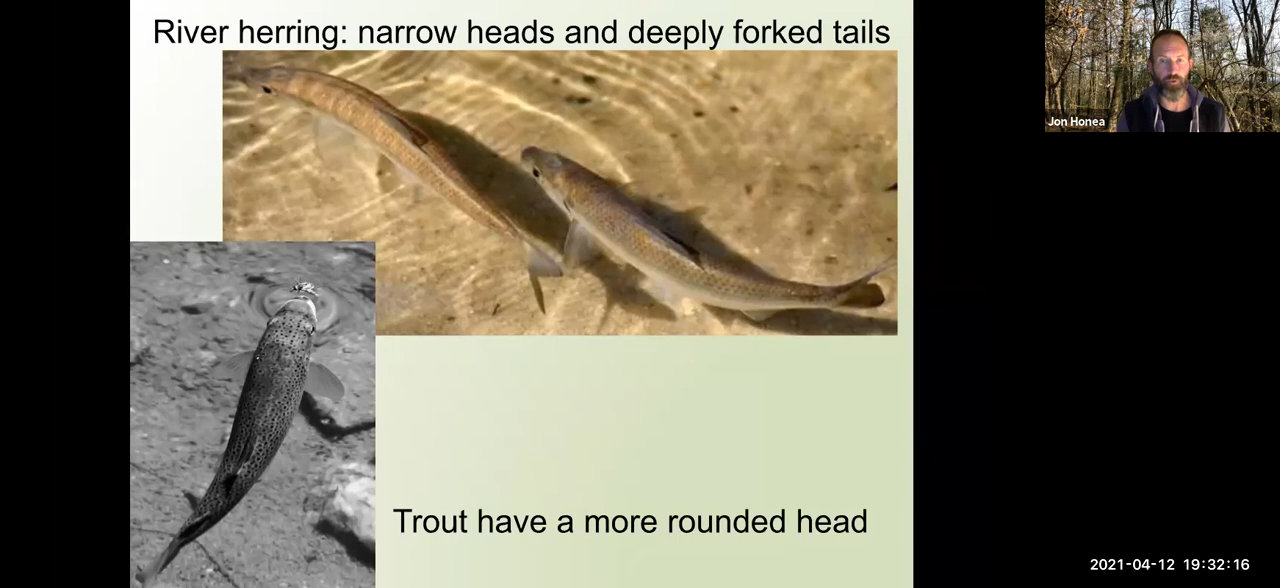 River herring: narrow heads and deeply forked tails
Jon Honea
Trout have a more rounded head
2021-04-12 19:32:16